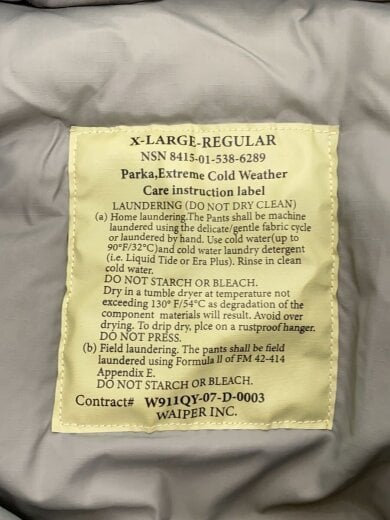 X-LARGE-REGULAR
NSN 8415-01-538-6289
Parka,Extreme Cold Weather
Care instruction label
LAUNDERING (DO NOT DRY CLEAN)
(a) Home laundering.The Pants shall be machine
laundered using the delicate/gentle fabric cycle
or laundered by hand. Use cold water(up to
90°F/32°C)and cold water laundry detergent
(i.e. Liquid Tide or Era Plus). Rinse in clean
cold water.
DO NOT STARCH OR BLEACH.
Dry in a tumble dryer at temperature not
exceeding 130° F/54°C as degradation of the
component materials will result. Avoid over
drying. To drip dry, plce on a rustproof hanger.
DO NOT PRESS.
(b) Field laundering. The pants shall be field
laundered using Formula II of FM 42-414
Appendix E.
DO NOT STARCH OR BLEACH.
Contract# W911QY-07-D-0003
WAIPER INC.